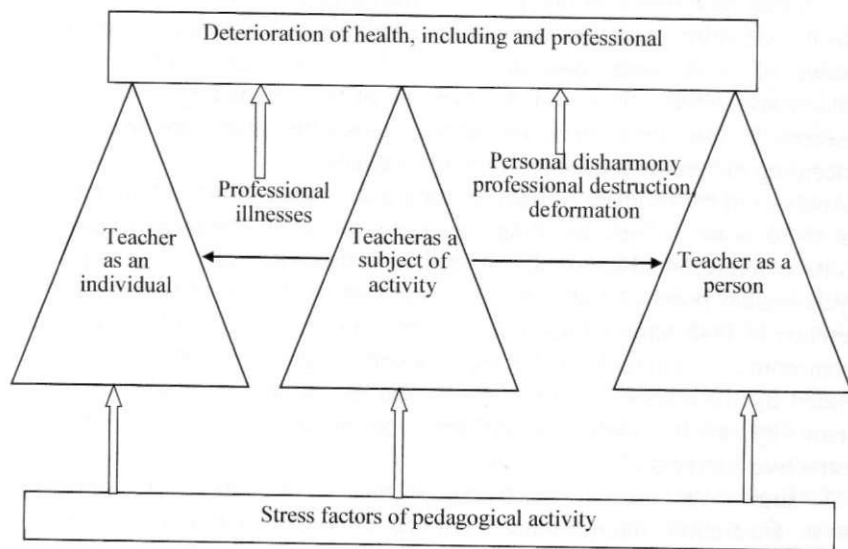 Deterioration of health, including and professional
Professional
illnesses
Personal disharmony
professional destruction,
deformation
Teacher
as an
individual
Teacheras a
subject of
activity
Teacher as a
person
Stress factors of pedagogical activity